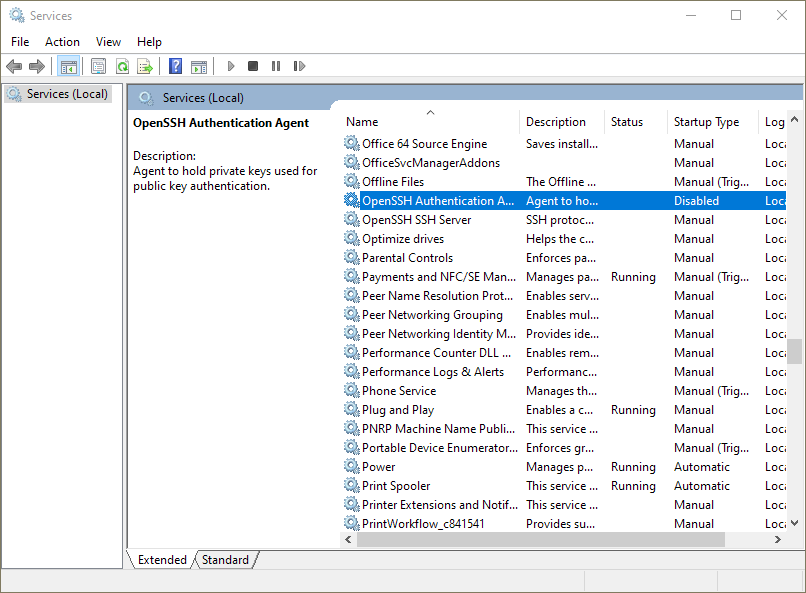 Services
File Action View Help
Services (Local)
Services (Local)
OpenSSH Authentication Agent
Description:
Agent to hold private keys used for
public key authentication.
Name Description Status Startup Type Log
Office 64 Source Engine Saves install... Manual Loca
OfficeSvcManagerAddons Manual Loca
Offline Files The Offline ... Manual (Trig... Loca
OpenSSH Authentication A... Agent to ho... Disabled Loca
OpenSSH SSH Server SSH protoc... Manual Loca
Optimize drives Helps the c... Manual Loca
Parental Controls Enforces pa... Manual Loca
Payments and NFC/SE Man... Manages pa... Running Manual (Trig... Loca
Peer Name Resolution Prot... Enables serv... Manual Loca
Peer Networking Grouping Enables mul... Manual Loca
Peer Networking Identity M... Provides ide... Manual Loca
Performance Counter DLL ... Enables rem... Manual Loca
Performance Logs & Alerts Performanc... Manual Loca
Phone Service Manages th... Manual (Trig... Loca
Plug and Play Enables a c... Running Manual Loca
PNRP Machine Name Publi... This service ... Manual Loca
Portable Device Enumerator... Enforces gr... Manual (Trig... Loca
Power Manages p... Running Automatic Loca
Print Spooler This service ... Running Automatic Loca
Printer Extensions and Notif... This service ... Manual Loca
PrintWorkflow_c841541 Provides su... Manual Loca
Extended Standard